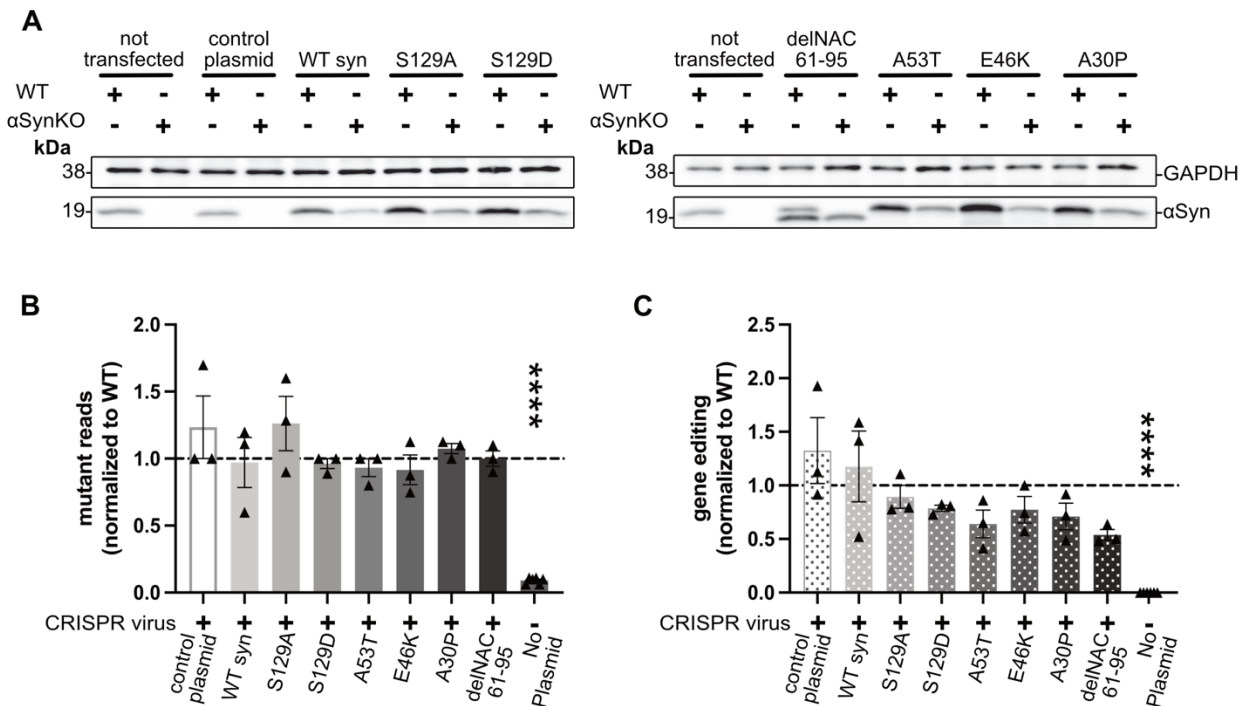 A
not transfected
control plasmid
WT syn
S129A
S129D
WT + - + - + - + - + -
αSynKO - + - + - + - + - +
kDa
38
19
not transfected
delNAC 61-95
A53T
E46K
A30P
WT + - + - + - + - + -
αSynKO - + - + - + - + - +
kDa
38
GAPDH
19
αSyn
B
mutant reads
(normalized to WT)
2.0
1.5
1.0
0.5
0.0
****
CRISPR virus + + + + + + + + -
control plasmid
WT syn
S129A
S129D
A53T
E46K
A30P
delNAC 61-95
No Plasmid
C
gene editing
(normalized to WT)
2.5
2.0
1.5
1.0
0.5
0.0
****
CRISPR virus + + + + + + + + -
control plasmid
WT syn
S129A
S129D
A53T
E46K
A30P
delNAC 61-95
No Plasmid